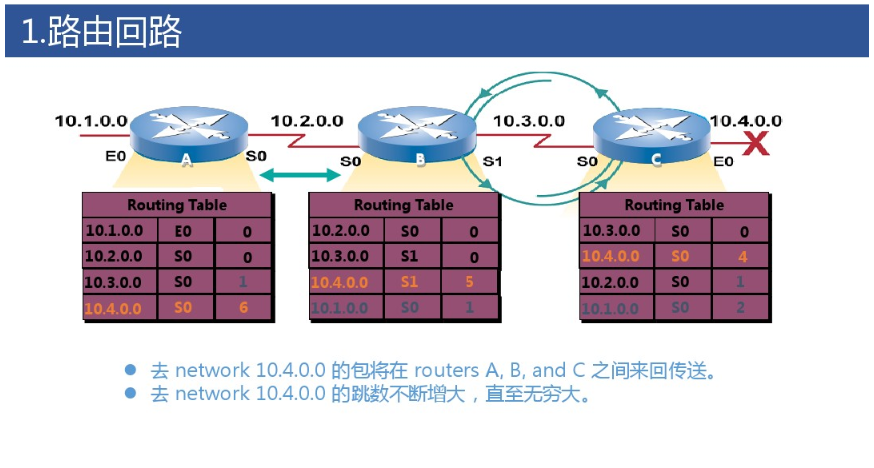 1.路由回路
10.1.0.0 10.2.0.0 10.3.0.0 10.4.0.0
E0 A S0 S0 B S1 S0 C E0
Routing Table
10.1.0.0 E0 0
10.2.0.0 S0 0
10.3.0.0 S0 1
10.4.0.0 S0 6
Routing Table
10.2.0.0 S0 0
10.3.0.0 S1 0
10.4.0.0 S1 5
10.1.0.0 S0 1
Routing Table
10.3.0.0 S0 0
10.4.0.0 S0 4
10.2.0.0 S0 1
10.1.0.0 S0 2
● 去 network 10.4.0.0 的包将在 routers A, B, and C 之间来回传送。
● 去 network 10.4.0.0 的跳数不断增大，直至无穷大。